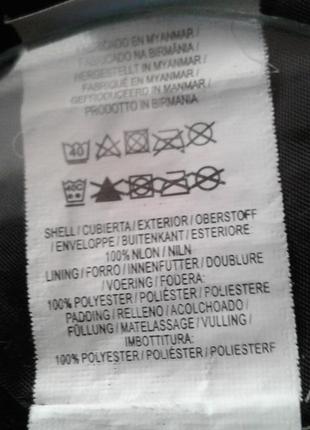 FABRICADO EN MYANMAR /
FABRICADO NA BIRMÂNIA /
HERGESTELLT IN MYANMAR /
FABRIQUÉ EN MYANMAR /
GEPRODUCEERD IN MYANMAR /
PRODOTTO IN BIRMANIA
40
SHELL / CUBIERTA / EXTERIOR / OBERSTOFF
/ ENVELOPPE / BUITENKANT / ESTERIORE
100% NLON / NILN
LINING / FORRO / INNENFUTTER / DOUBLURE
/ VOERING / FODERA:
100% POLYESTER / POLIÉSTER / POLIESTERE
PADDING / RELLENO / ACOLCHOADO /
FÜLLUNG / MATELASSAGE / VULLING /
IMBOTTITURA:
100% POLYESTER / POLIÉSTER / POLIESTERE